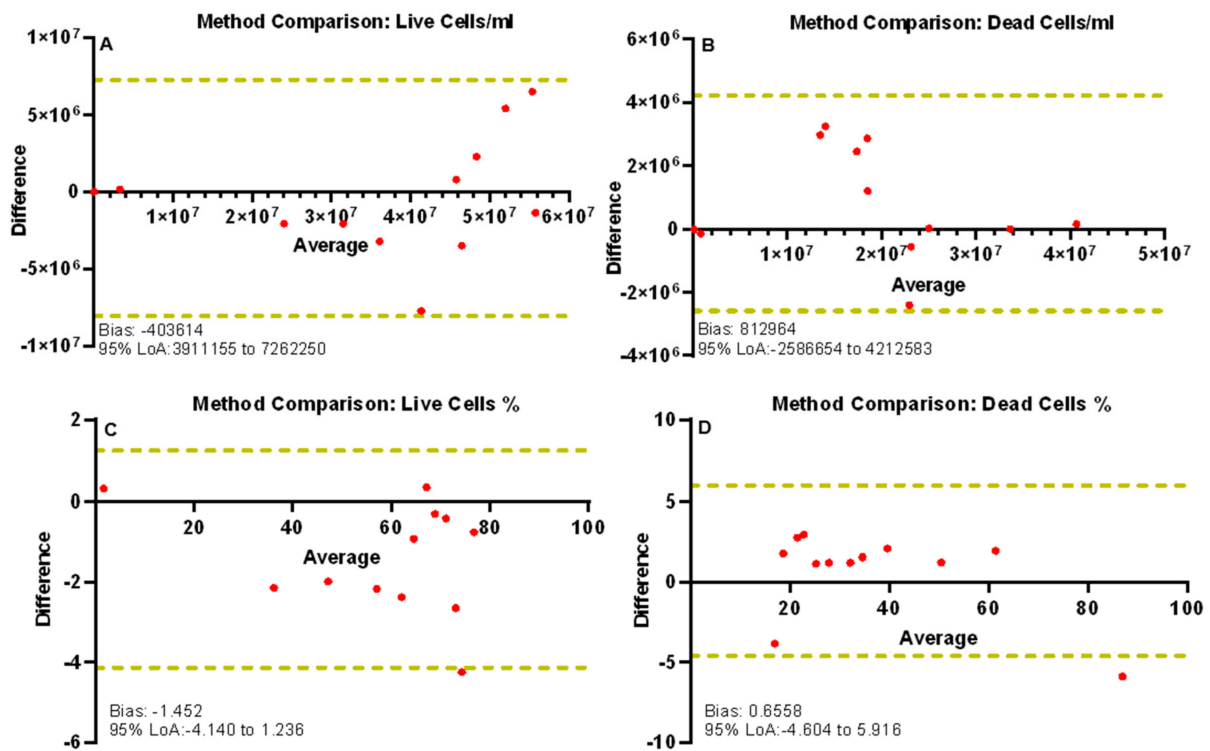 Method Comparison: Live Cells/ml
A
1×10⁷
5×10⁶
0
-5×10⁶
-1×10⁷
1×10⁷ 2×10⁷ 3×10⁷ 4×10⁷ 5×10⁷ 6×10⁷
Difference
Average
Bias: -403614
95% LoA:3911155 to 7262250
Method Comparison: Dead Cells/ml
B
6×10⁶
4×10⁶
2×10⁶
0
-2×10⁶
-4×10⁶
1×10⁷ 2×10⁷ 3×10⁷ 4×10⁷ 5×10⁷
Difference
Average
Bias: 812964
95% LoA:-2586654 to 4212583
Method Comparison: Live Cells %
C
2
0
-2
-4
-6
20 40 60 80 100
Difference
Average
Bias: -1.452
95% LoA:-4.140 to 1.236
Method Comparison: Dead Cells %
D
10
5
0
-5
-10
20 40 60 80 100
Difference
Average
Bias: 0.6558
95% LoA:-4.604 to 5.916